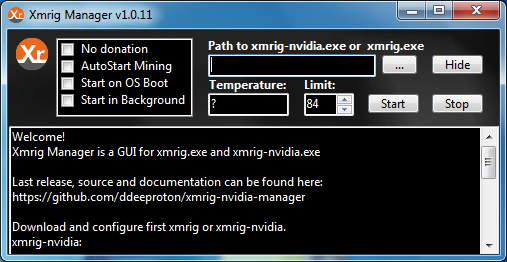 Xr Xmrig Manager v1.0.11
Xr
No donation
AutoStart Mining
Start on OS Boot
Start in Background
Path to xmrig-nvidia.exe or xmrig.exe
... Hide
Temperature: Limit:
? 84 Start Stop
Welcome!
Xmrig Manager is a GUI for xmrig.exe and xmrig-nvidia.exe
Last release, source and documentation can be found here:
https://github.com/ddeeproton/xmrig-nvidia-manager
Download and configure first xmrig or xmrig-nvidia.
xmrig-nvidia: